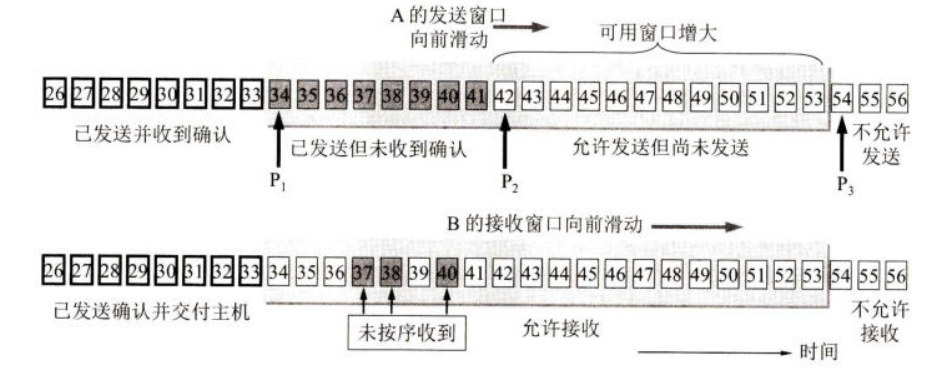 A 的发送窗口
向前滑动
可用窗口增大
26 27 28 29 30 31 32 33 34 35 36 37 38 39 40 41 42 43 44 45 46 47 48 49 50 51 52 53 54 55 56
已发送并收到确认
已发送但未收到确认
允许发送但尚未发送
不允许
发送
P1
P2
P3
B 的接收窗口向前滑动
26 27 28 29 30 31 32 33 34 35 36 37 38 39 40 41 42 43 44 45 46 47 48 49 50 51 52 53 54 55 56
已发送确认并交付主机
未按序收到
允许接收
不允许
接收
时间